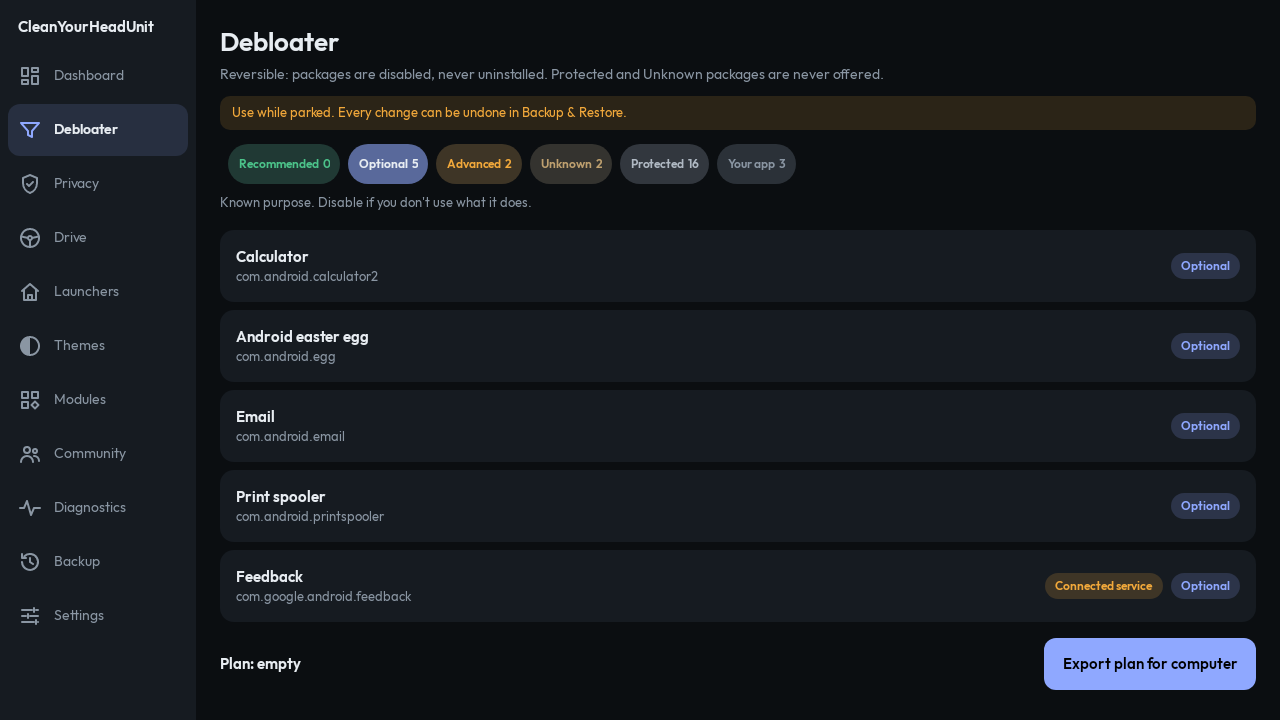 CleanYourHeadUnit
Dashboard
Debloater
Privacy
Drive
Launchers
Themes
Modules
Community
Diagnostics
Backup
Settings
Debloater
Reversible: packages are disabled, never uninstalled. Protected and Unknown packages are never offered.
Use while parked. Every change can be undone in Backup & Restore.
Recommended 0
Optional 5
Advanced 2
Unknown 2
Protected 16
Your app 3
Known purpose. Disable if you don't use what it does.
Calculator
com.android.calculator2
Optional
Android easter egg
com.android.egg
Optional
Email
com.android.email
Optional
Print spooler
com.android.printspooler
Optional
Feedback
com.google.android.feedback
Connected service
Optional
Plan: empty
Export plan for computer